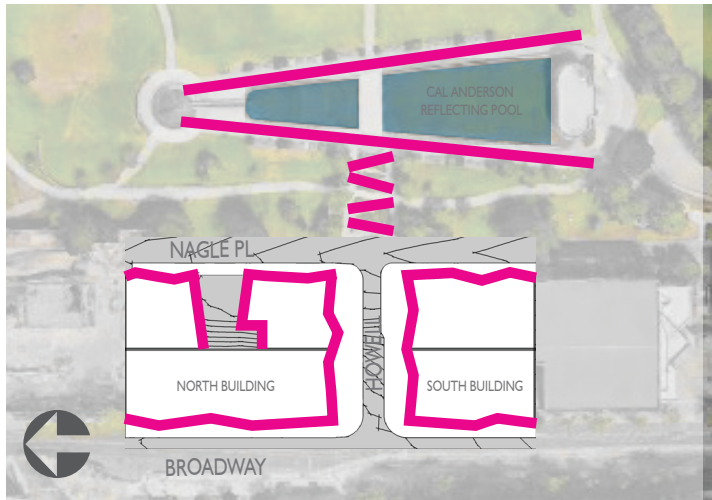 CAL ANDERSON
REFLECTING POOL
NAGLE PL
HOWELL
NORTH BUILDING
SOUTH BUILDING
BROADWAY